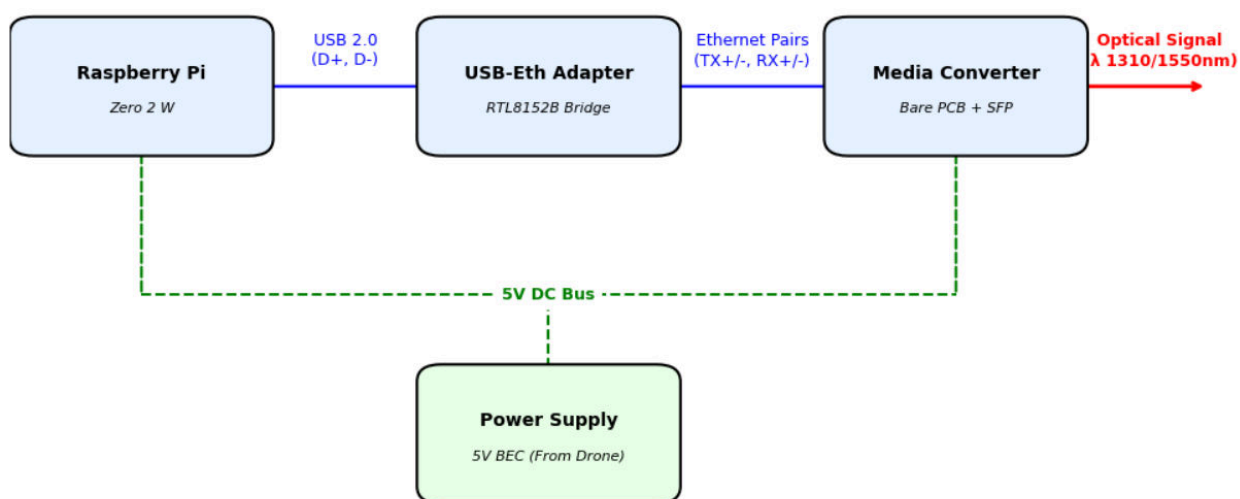 Raspberry Pi
Zero 2 W
USB 2.0
(D+, D-)
USB-Eth Adapter
RTL8152B Bridge
Ethernet Pairs
(TX+/-, RX+/-)
Media Converter
Bare PCB + SFP
Optical Signal
(λ 1310/1550nm)
5V DC Bus
Power Supply
5V BEC (From Drone)